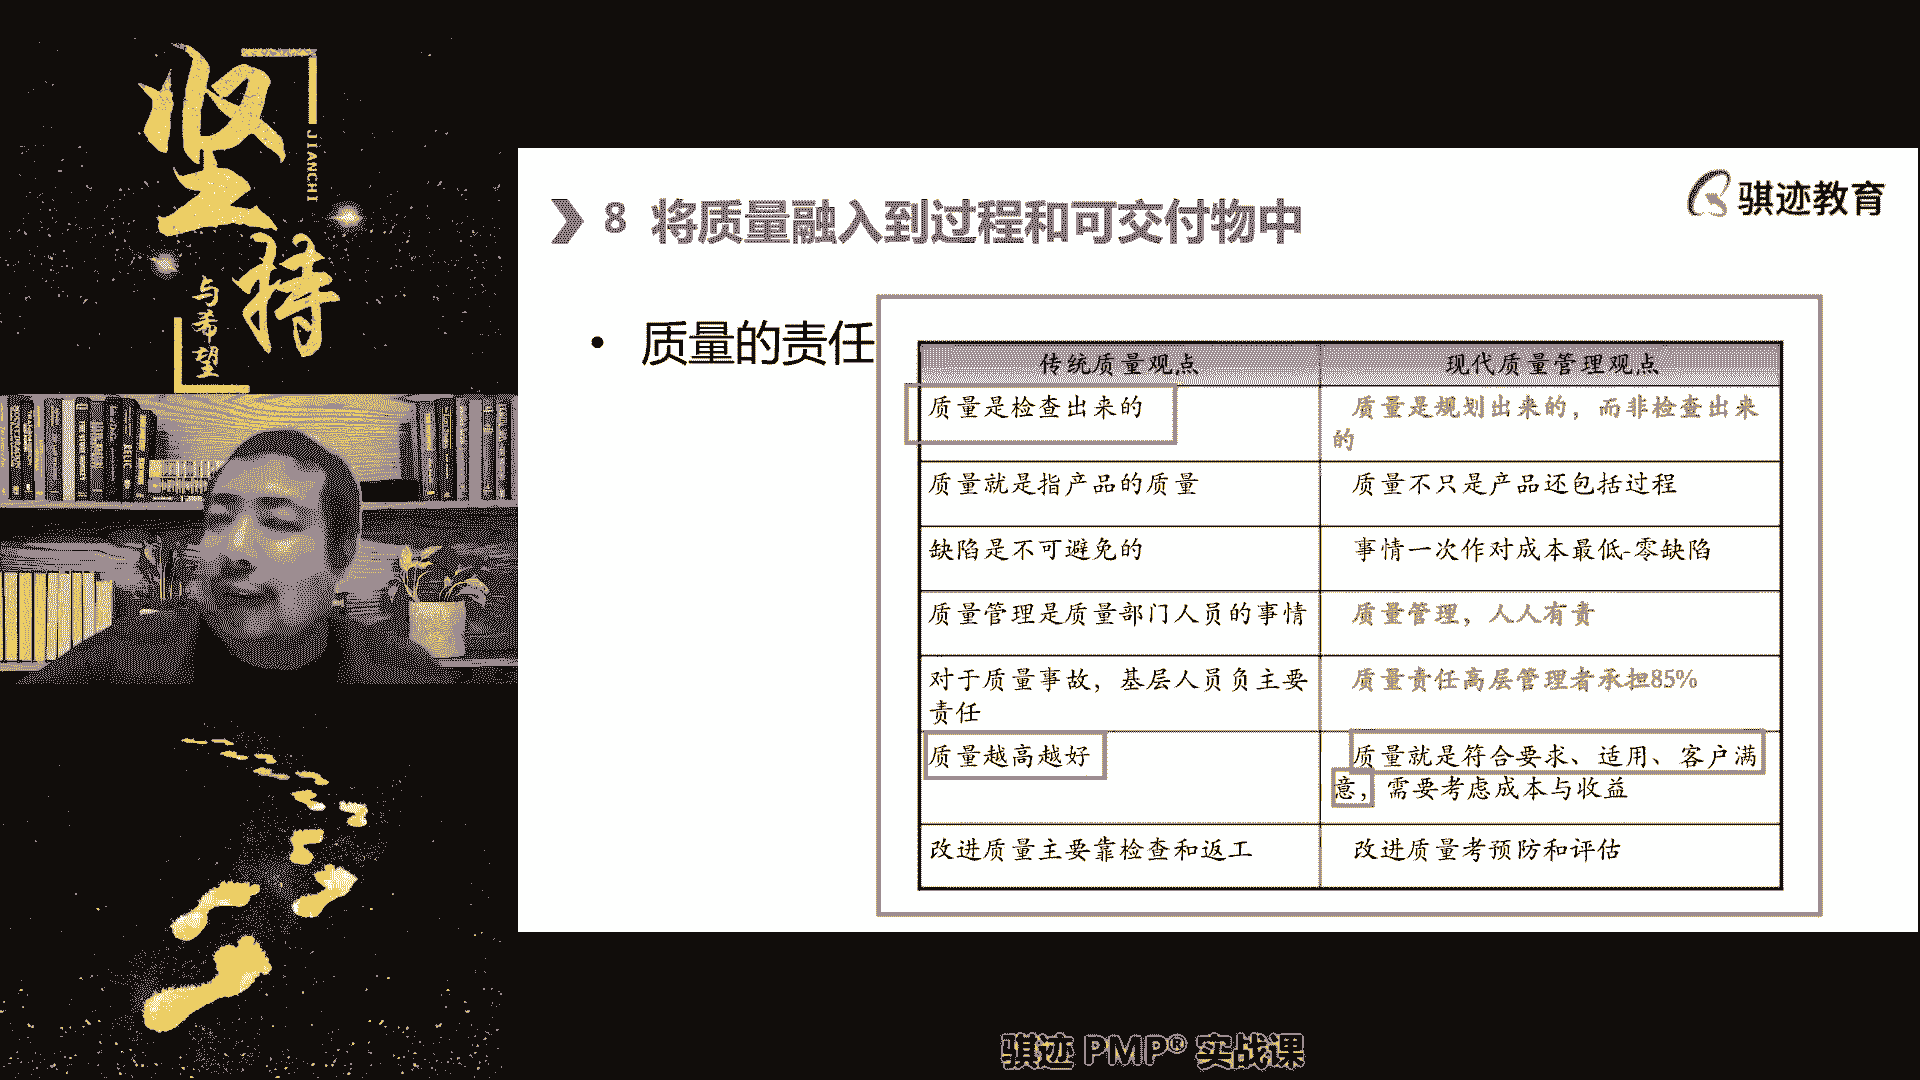 坚持
JIANCHI
与希望
骐迹教育
8 将质量融入到过程和可交付物中
• 质量的责任
传统质量观点
现代质量管理观点
质量是检查出来的
质量是规划出来的，而非检查出来
的
质量就是指产品的质量
质量不只是产品还包括过程
缺陷是不可避免的
事情一次作对成本最低-零缺陷
质量管理是质量部门人员的事情
质量管理，人人有责
对于质量事故，基层人员负主要
责任
质量责任高层管理者承担85%
质量越高越好
质量就是符合要求、适用、客户满
意，需要考虑成本与收益
改进质量主要靠检查和返工
改进质量考预防和评估
骐迹 PMP® 实战课